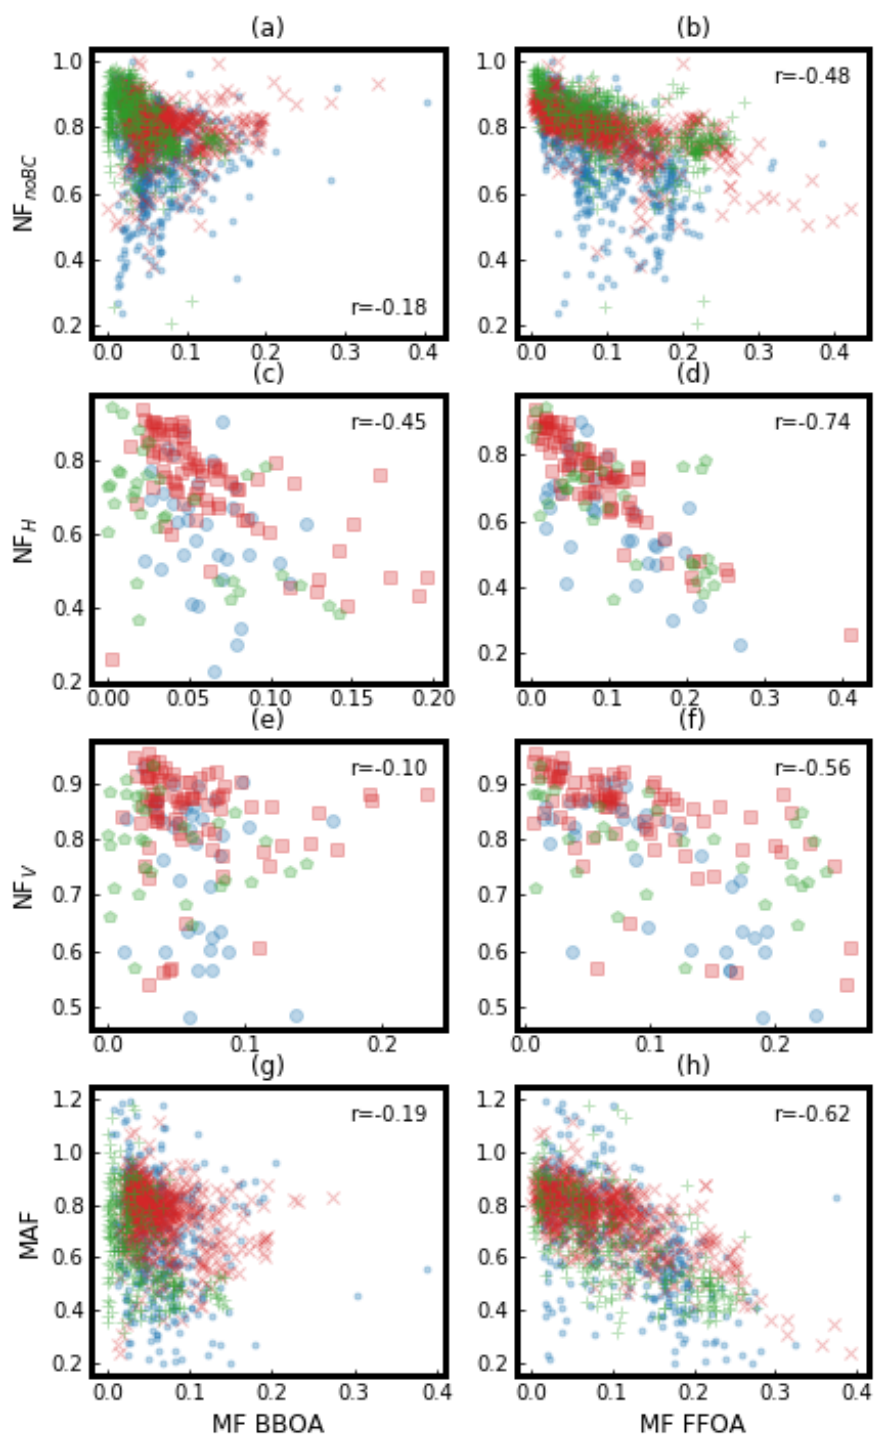 (a) (b)
1.0 0.8 0.6 0.4 0.2
NF_noBC
r=-0.18
0.0 0.1 0.2 0.3 0.4
1.0 0.8 0.6 0.4 0.2
r=-0.48
0.0 0.1 0.2 0.3 0.4
(c) (d)
0.8 0.6 0.4 0.2
NF_H
r=-0.45
0.00 0.05 0.10 0.15 0.20
0.8 0.6 0.4 0.2
r=-0.74
0.0 0.1 0.2 0.3 0.4
(e) (f)
0.9 0.8 0.7 0.6 0.5
NF_V
r=-0.10
0.0 0.1 0.2
0.9 0.8 0.7 0.6 0.5
r=-0.56
0.0 0.1 0.2
(g) (h)
1.2 1.0 0.8 0.6 0.4 0.2
MAF
r=-0.19
0.0 0.1 0.2 0.3 0.4
MF BBOA
1.2 1.0 0.8 0.6 0.4 0.2
r=-0.62
0.0 0.1 0.2 0.3 0.4
MF FFOA